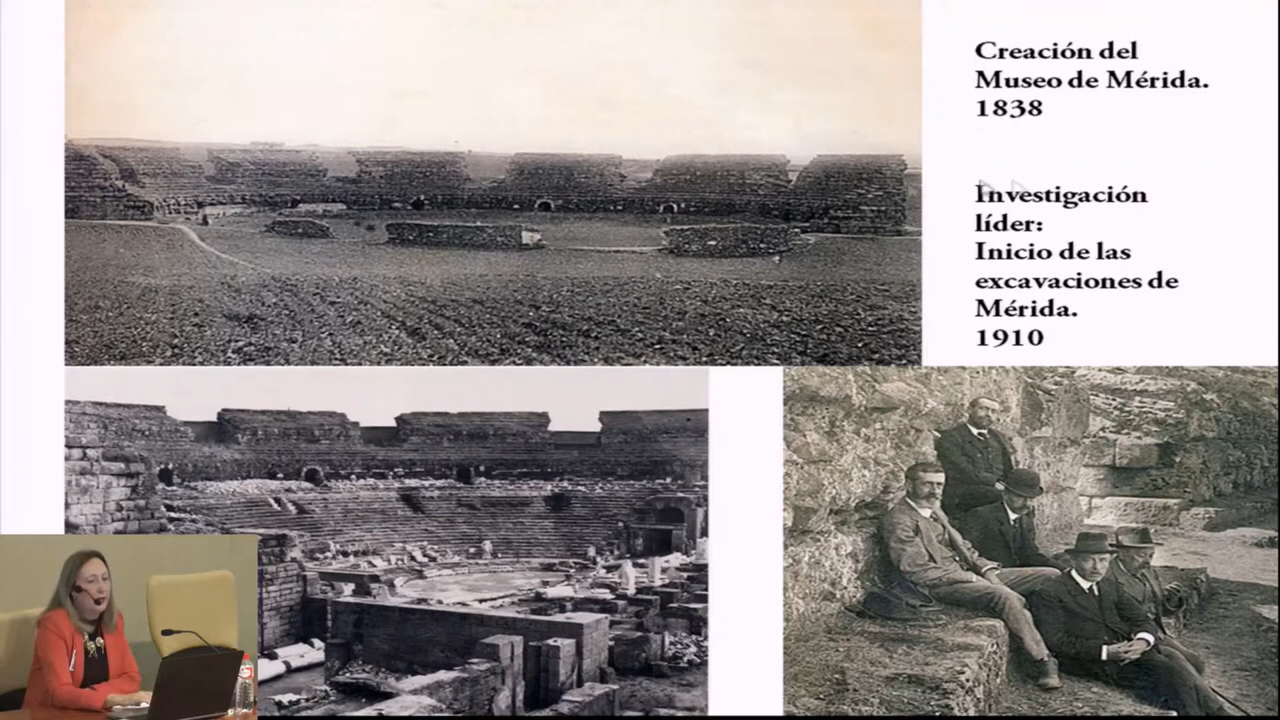 Creación del
Museo de Mérida.
1838
Investigación
líder:
Inicio de las
excavaciones de
Mérida.
1910